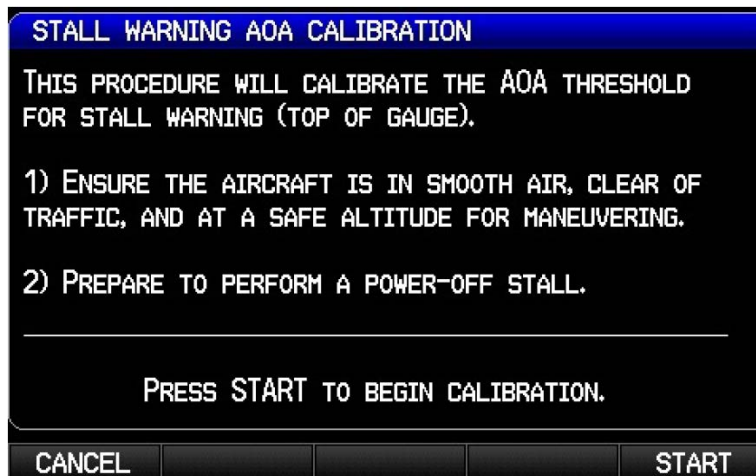 STALL WARNING AOA CALIBRATION
THIS PROCEDURE WILL CALIBRATE THE AOA THRESHOLD
FOR STALL WARNING (TOP OF GAUGE).
1) ENSURE THE AIRCRAFT IS IN SMOOTH AIR, CLEAR OF
TRAFFIC, AND AT A SAFE ALTITUDE FOR MANEUVERING.
2) PREPARE TO PERFORM A POWER-OFF STALL.
PRESS START TO BEGIN CALIBRATION.
CANCEL START